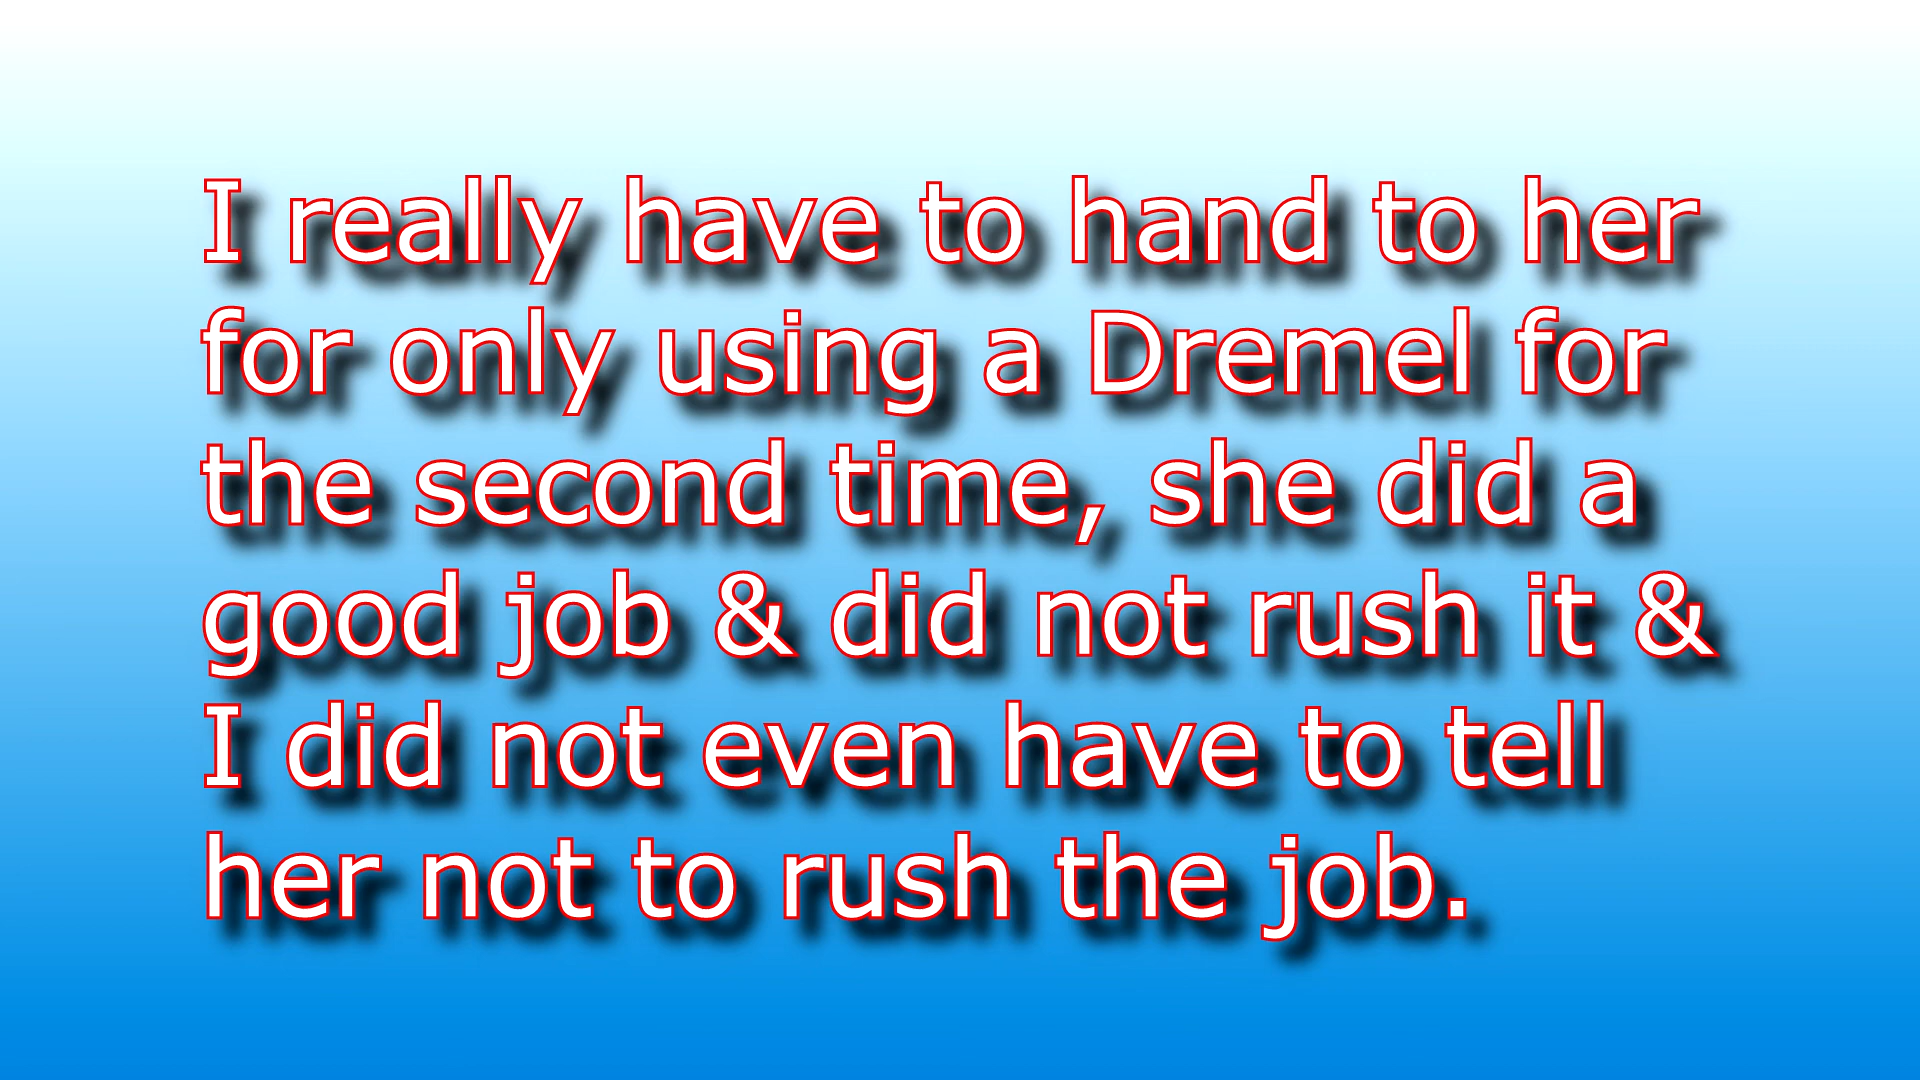 I really have to hand to her
for only using a Dremel for
the second time, she did a
good job & did not rush it &
I did not even have to tell
her not to rush the job.